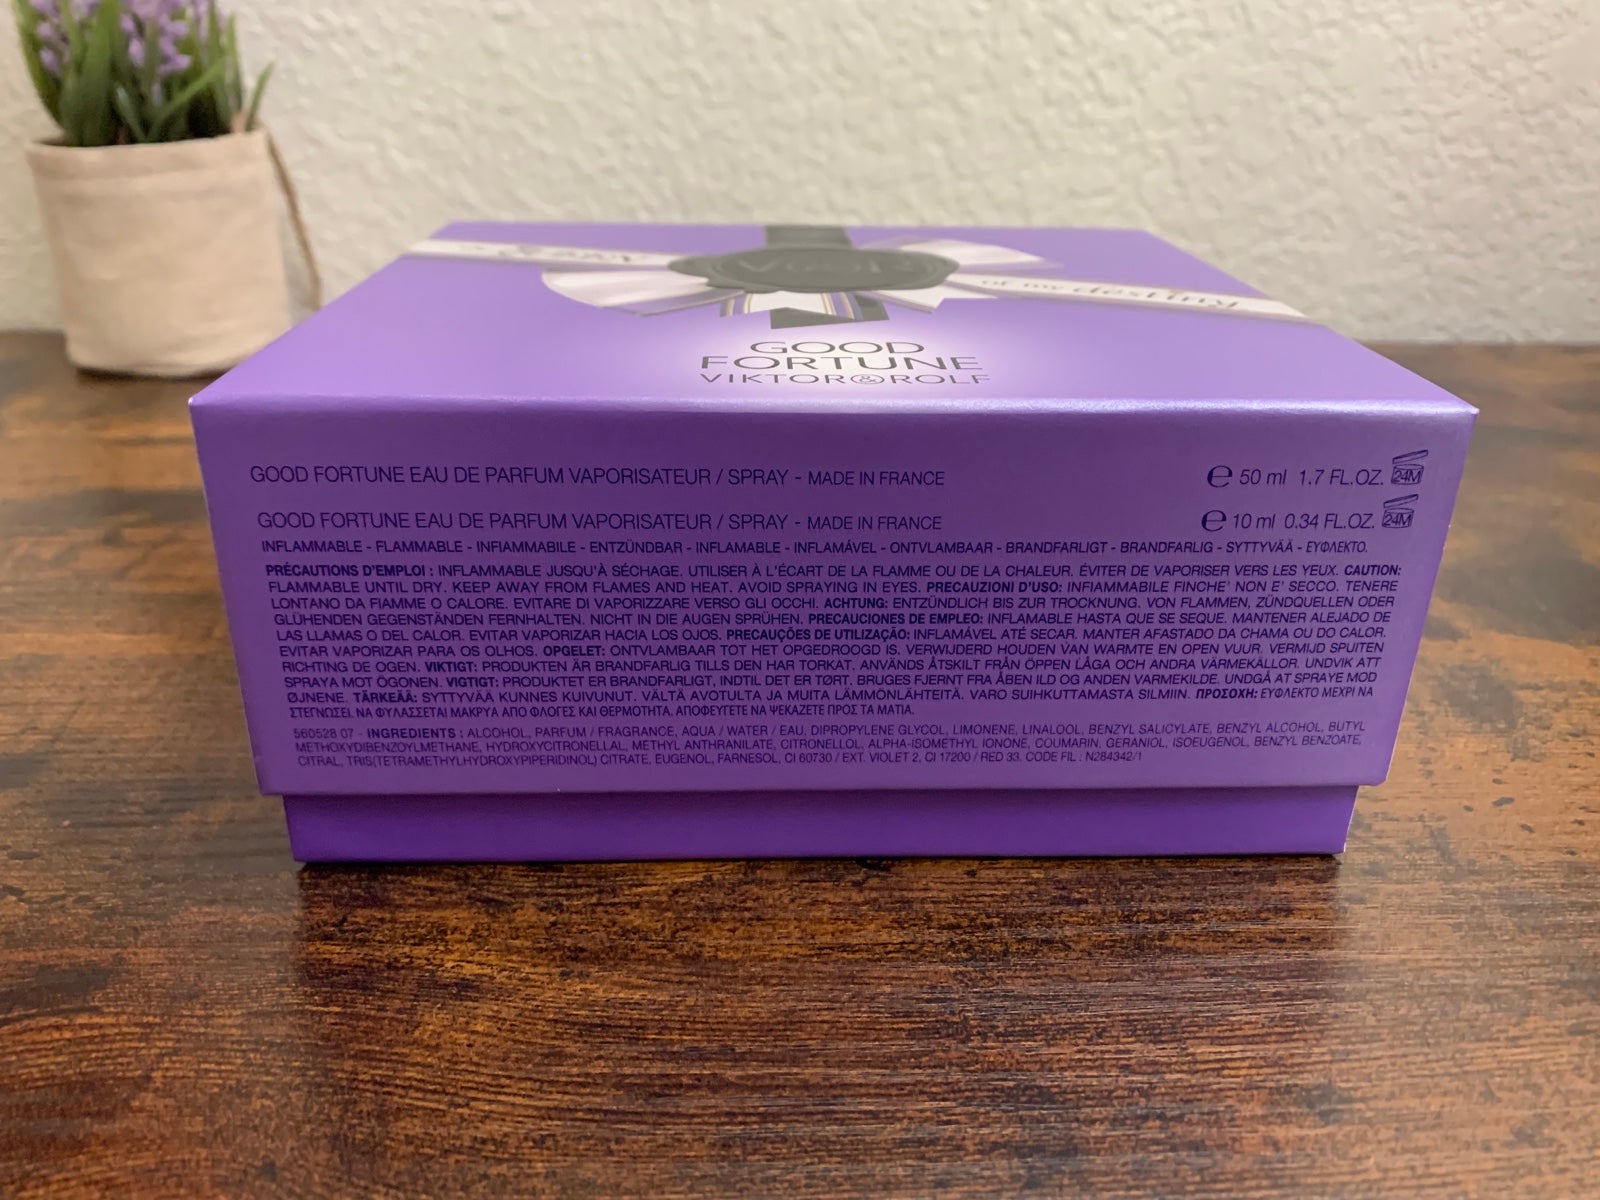 of my destiny
GOOD
FORTUNE
VIKTOR&ROLF
GOOD FORTUNE EAU DE PARFUM VAPORISATEUR / SPRAY - MADE IN FRANCE ℮ 50 ml 1.7 FL.OZ. 24M
GOOD FORTUNE EAU DE PARFUM VAPORISATEUR / SPRAY - MADE IN FRANCE ℮ 10 ml 0.34 FL.OZ. 24M
INFLAMMABLE - FLAMMABLE - INFIAMMABILE - ENTZÜNDBAR - INFLAMABLE - INFLAMÁVEL - ONTVLAMBAAR - BRANDFARLIGT - BRANDFARLIG - SYTTYVÄÄ - ΕΥΦΛΕΚΤΟ.
PRÉCAUTIONS D'EMPLOI : INFLAMMABLE JUSQU'À SÉCHAGE. UTILISER À L'ÉCART DE LA FLAMME OU DE LA CHALEUR. ÉVITER DE VAPORISER VERS LES YEUX. CAUTION:
FLAMMABLE UNTIL DRY. KEEP AWAY FROM FLAMES AND HEAT. AVOID SPRAYING IN EYES. PRECAUZIONI D'USO: INFIAMMABILE FINCHE' NON E' SECCO. TENERE
LONTANO DA FIAMME O CALORE. EVITARE DI VAPORIZZARE VERSO GLI OCCHI. ACHTUNG: ENTZÜNDLICH BIS ZUR TROCKNUNG. VON FLAMMEN, ZÜNDQUELLEN ODER
GLÜHENDEN GEGENSTÄNDEN FERNHALTEN. NICHT IN DIE AUGEN SPRÜHEN. PRECAUCIONES DE EMPLEO: INFLAMABLE HASTA QUE SE SEQUE. MANTENER ALEJADO DE
LAS LLAMAS O DEL CALOR. EVITAR VAPORIZAR HACIA LOS OJOS. PRECAUÇÕES DE UTILIZAÇÃO: INFLAMÁVEL ATÉ SECAR. MANTER AFASTADO DA CHAMA OU DO CALOR.
EVITAR VAPORIZAR PARA OS OLHOS. OPGELET: ONTVLAMBAAR TOT HET OPGEDROOGD IS. VERWIJDERD HOUDEN VAN WARMTE EN OPEN VUUR. VERMIJD SPUITEN
RICHTING DE OGEN. VIKTIGT: PRODUKTEN ÄR BRANDFARLIG TILLS DEN HAR TORKAT. ANVÄNDS ÅTSKILT FRÅN ÖPPEN LÅGA OCH ANDRA VÄRMEKÄLLOR. UNDVIK ATT
SPRAYA MOT ÖGONEN. VIGTIGT: PRODUKTET ER BRANDFARLIGT, INDTIL DET ER TØRT. BRUGES FJERNT FRA ÅBEN ILD OG ANDEN VARMEKILDE. UNDGÅ AT SPRAYE MOD
ØJNENE. TÄRKEÄÄ: SYTTYVÄÄ KUNNES KUIVUNUT. VÄLTÄ AVOTULTA JA MUITA LÄMMÖNLÄHTEITÄ. VARO SUIHKUTTAMASTA SILMIIN. ΠΡΟΣΟΧΗ: ΕΥΦΛΕΚΤΟ ΜΕΧΡΙ ΝΑ
ΣΤΕΓΝΩΣΕΙ. ΝΑ ΦΥΛΑΣΣΕΤΑΙ ΜΑΚΡΥΑ ΑΠΟ ΦΛΟΓΕΣ ΚΑΙ ΘΕΡΜΟΤΗΤΑ. ΑΠΟΦΕΥΓΕΤΕ ΝΑ ΨΕΚΑΖΕΤΕ ΠΡΟΣ ΤΑ ΜΑΤΙΑ.
560528 07 - INGREDIENTS : ALCOHOL, PARFUM / FRAGRANCE, AQUA / WATER / EAU, DIPROPYLENE GLYCOL, LIMONENE, LINALOOL, BENZYL SALICYLATE, BENZYL ALCOHOL, BUTYL
METHOXYDIBENZOYLMETHANE, HYDROXYCITRONELLAL, METHYL ANTHRANILATE, CITRONELLOL, ALPHA-ISOMETHYL IONONE, COUMARIN, GERANIOL, ISOEUGENOL, BENZYL BENZOATE,
CITRAL, TRIS(TETRAMETHYLHYDROXYPIPERIDINOL) CITRATE, EUGENOL, FARNESOL, CI 60730 / EXT. VIOLET 2, CI 17200 / RED 33. CODE FIL : N284342/1